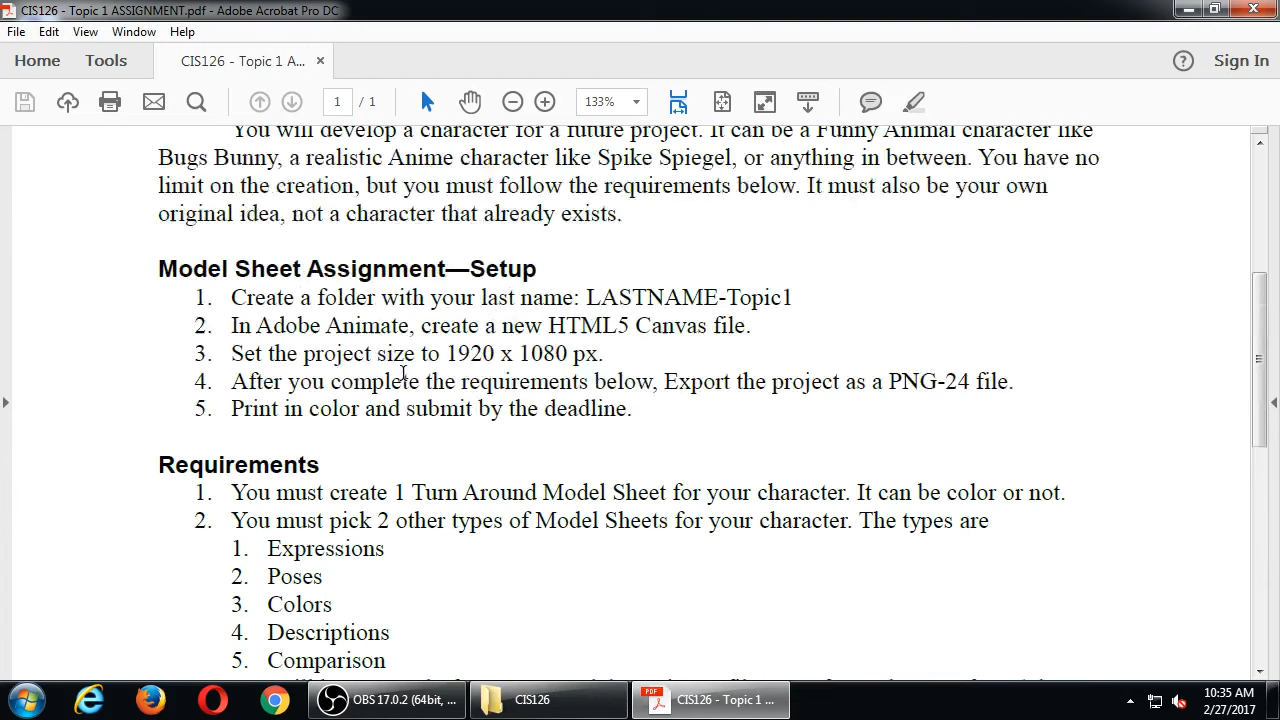 CIS126 - Topic 1 ASSIGNMENT.pdf - Adobe Acrobat Pro DC
File Edit View Window Help
Home Tools CIS126 - Topic 1 A... × ? Sign In
1 / 1 133%
You will develop a character for a future project. It can be a Funny Animal character like
Bugs Bunny, a realistic Anime character like Spike Spiegel, or anything in between. You have no
limit on the creation, but you must follow the requirements below. It must also be your own
original idea, not a character that already exists.
Model Sheet Assignment—Setup
1. Create a folder with your last name: LASTNAME-Topic1
2. In Adobe Animate, create a new HTML5 Canvas file.
3. Set the project size to 1920 x 1080 px.
4. After you complete the requirements below, Export the project as a PNG-24 file.
5. Print in color and submit by the deadline.
Requirements
1. You must create 1 Turn Around Model Sheet for your character. It can be color or not.
2. You must pick 2 other types of Model Sheets for your character. The types are
1. Expressions
2. Poses
3. Colors
4. Descriptions
5. Comparison
OBS 17.0.2 (64bit, ... CIS126 PDF CIS126 - Topic 1 ... 10:35 AM
2/27/2017